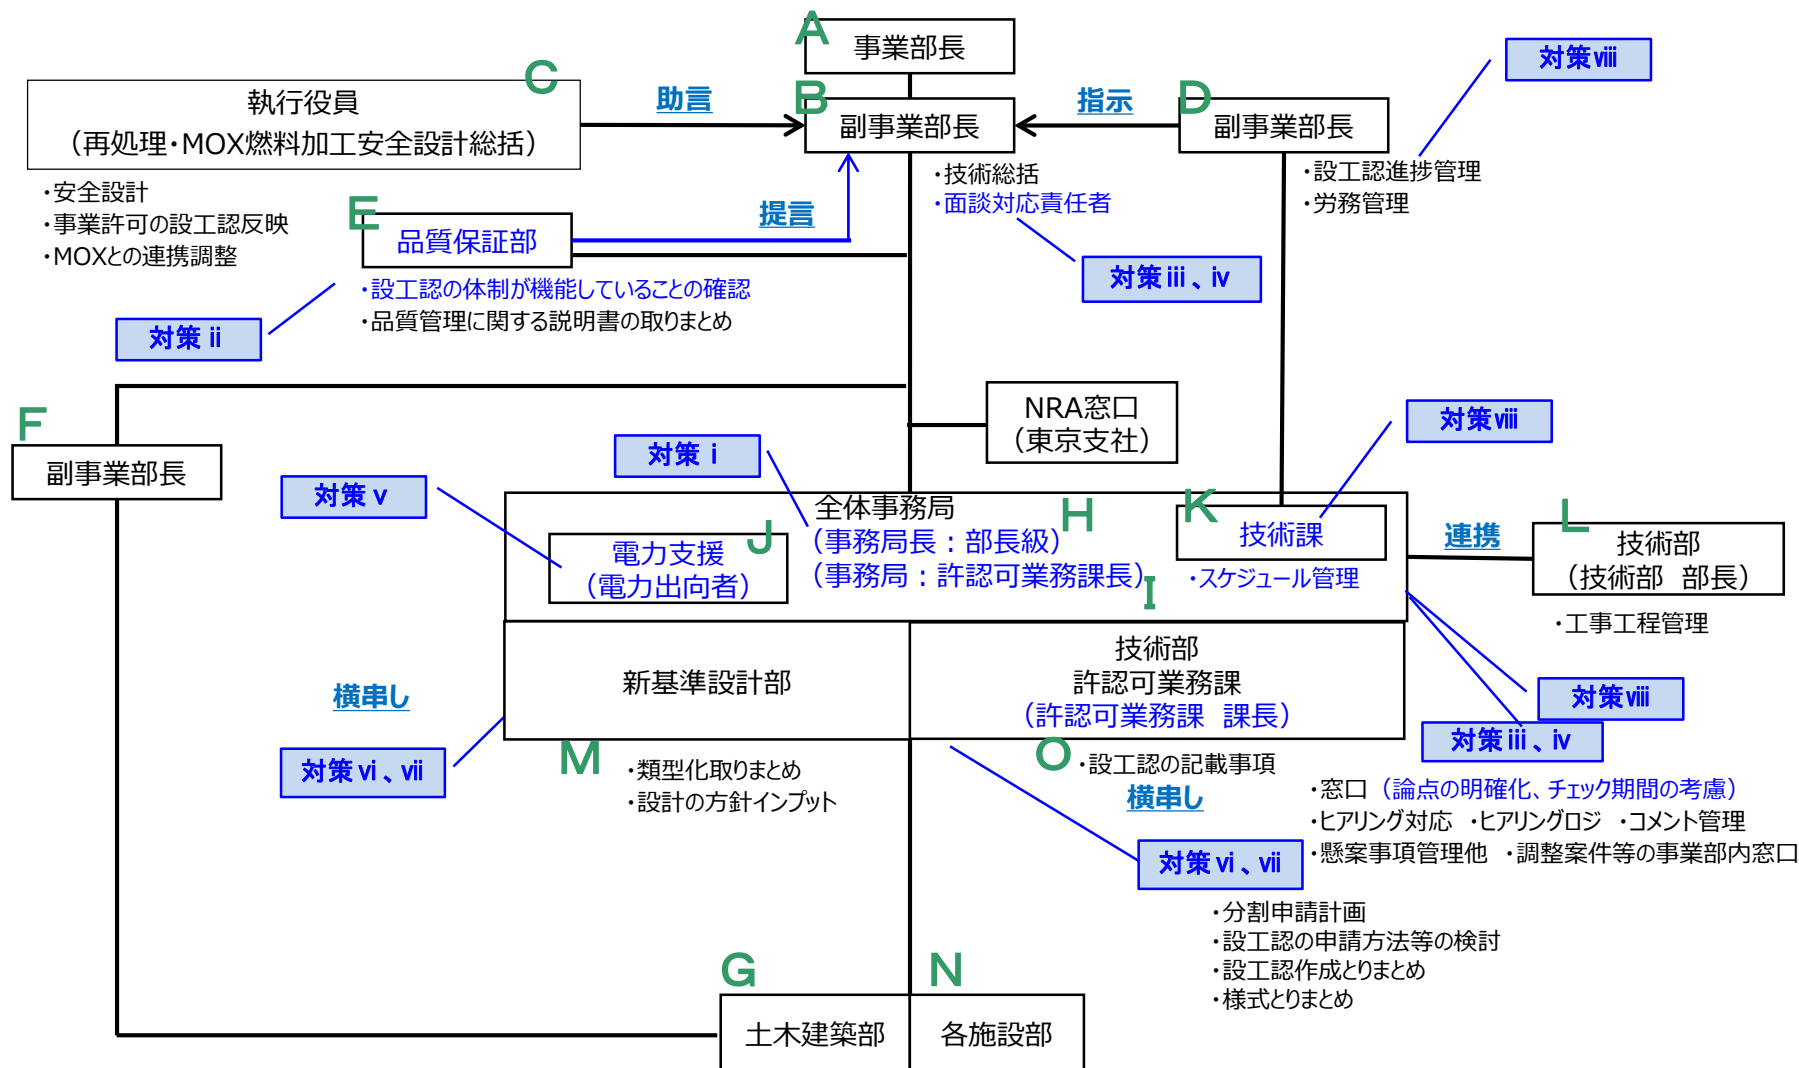 A
事業部長
対策ⅷ
C
執行役員
（再処理・MOX燃料加工安全設計総括）
助言
B
副事業部長
指示
D
副事業部長
・安全設計
・事業許可の設工認反映
・MOXとの連携調整
・技術総括
・面談対応責任者
・設工認進捗管理
・労務管理
E
品質保証部
提言
対策ⅲ、ⅳ
・設工認の体制が機能していることの確認
・品質管理に関する説明書の取りまとめ
対策ⅱ
F
副事業部長
NRA窓口
（東京支社）
対策ⅷ
対策ⅰ
対策ⅴ
全体事務局
H
（事務局長：部長級）
（事務局：許認可業務課長）
I
J
電力支援
（電力出向者）
K
技術課
・スケジュール管理
連携
L
技術部
（技術部 部長）
・工事工程管理
横串し
新基準設計部
技術部
許認可業務課
（許認可業務課 課長）
対策ⅷ
対策ⅲ、ⅳ
対策ⅵ、ⅶ
M
・類型化取りまとめ
・設計の方針インプット
O
・設工認の記載事項
横串し
・窓口（論点の明確化、チェック期間の考慮）
・ヒアリング対応 ・ヒアリングロジ ・コメント管理
・懸案事項管理他 ・調整案件等の事業部内窓口
対策ⅵ、ⅶ
・分割申請計画
・設工認の申請方法等の検討
・設工認作成とりまとめ
・様式とりまとめ
G
土木建築部
N
各施設部